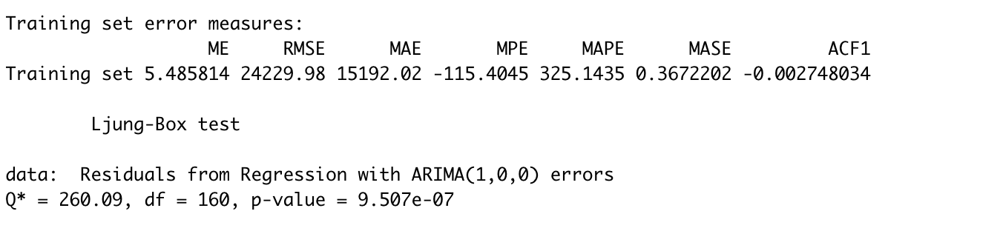 Training set error measures:
ME RMSE MAE MPE MAPE MASE ACF1
Training set 5.485814 24229.98 15192.02 -115.4045 325.1435 0.3672202 -0.002748034
Ljung-Box test
data: Residuals from Regression with ARIMA(1,0,0) errors
Q* = 260.09, df = 160, p-value = 9.507e-07